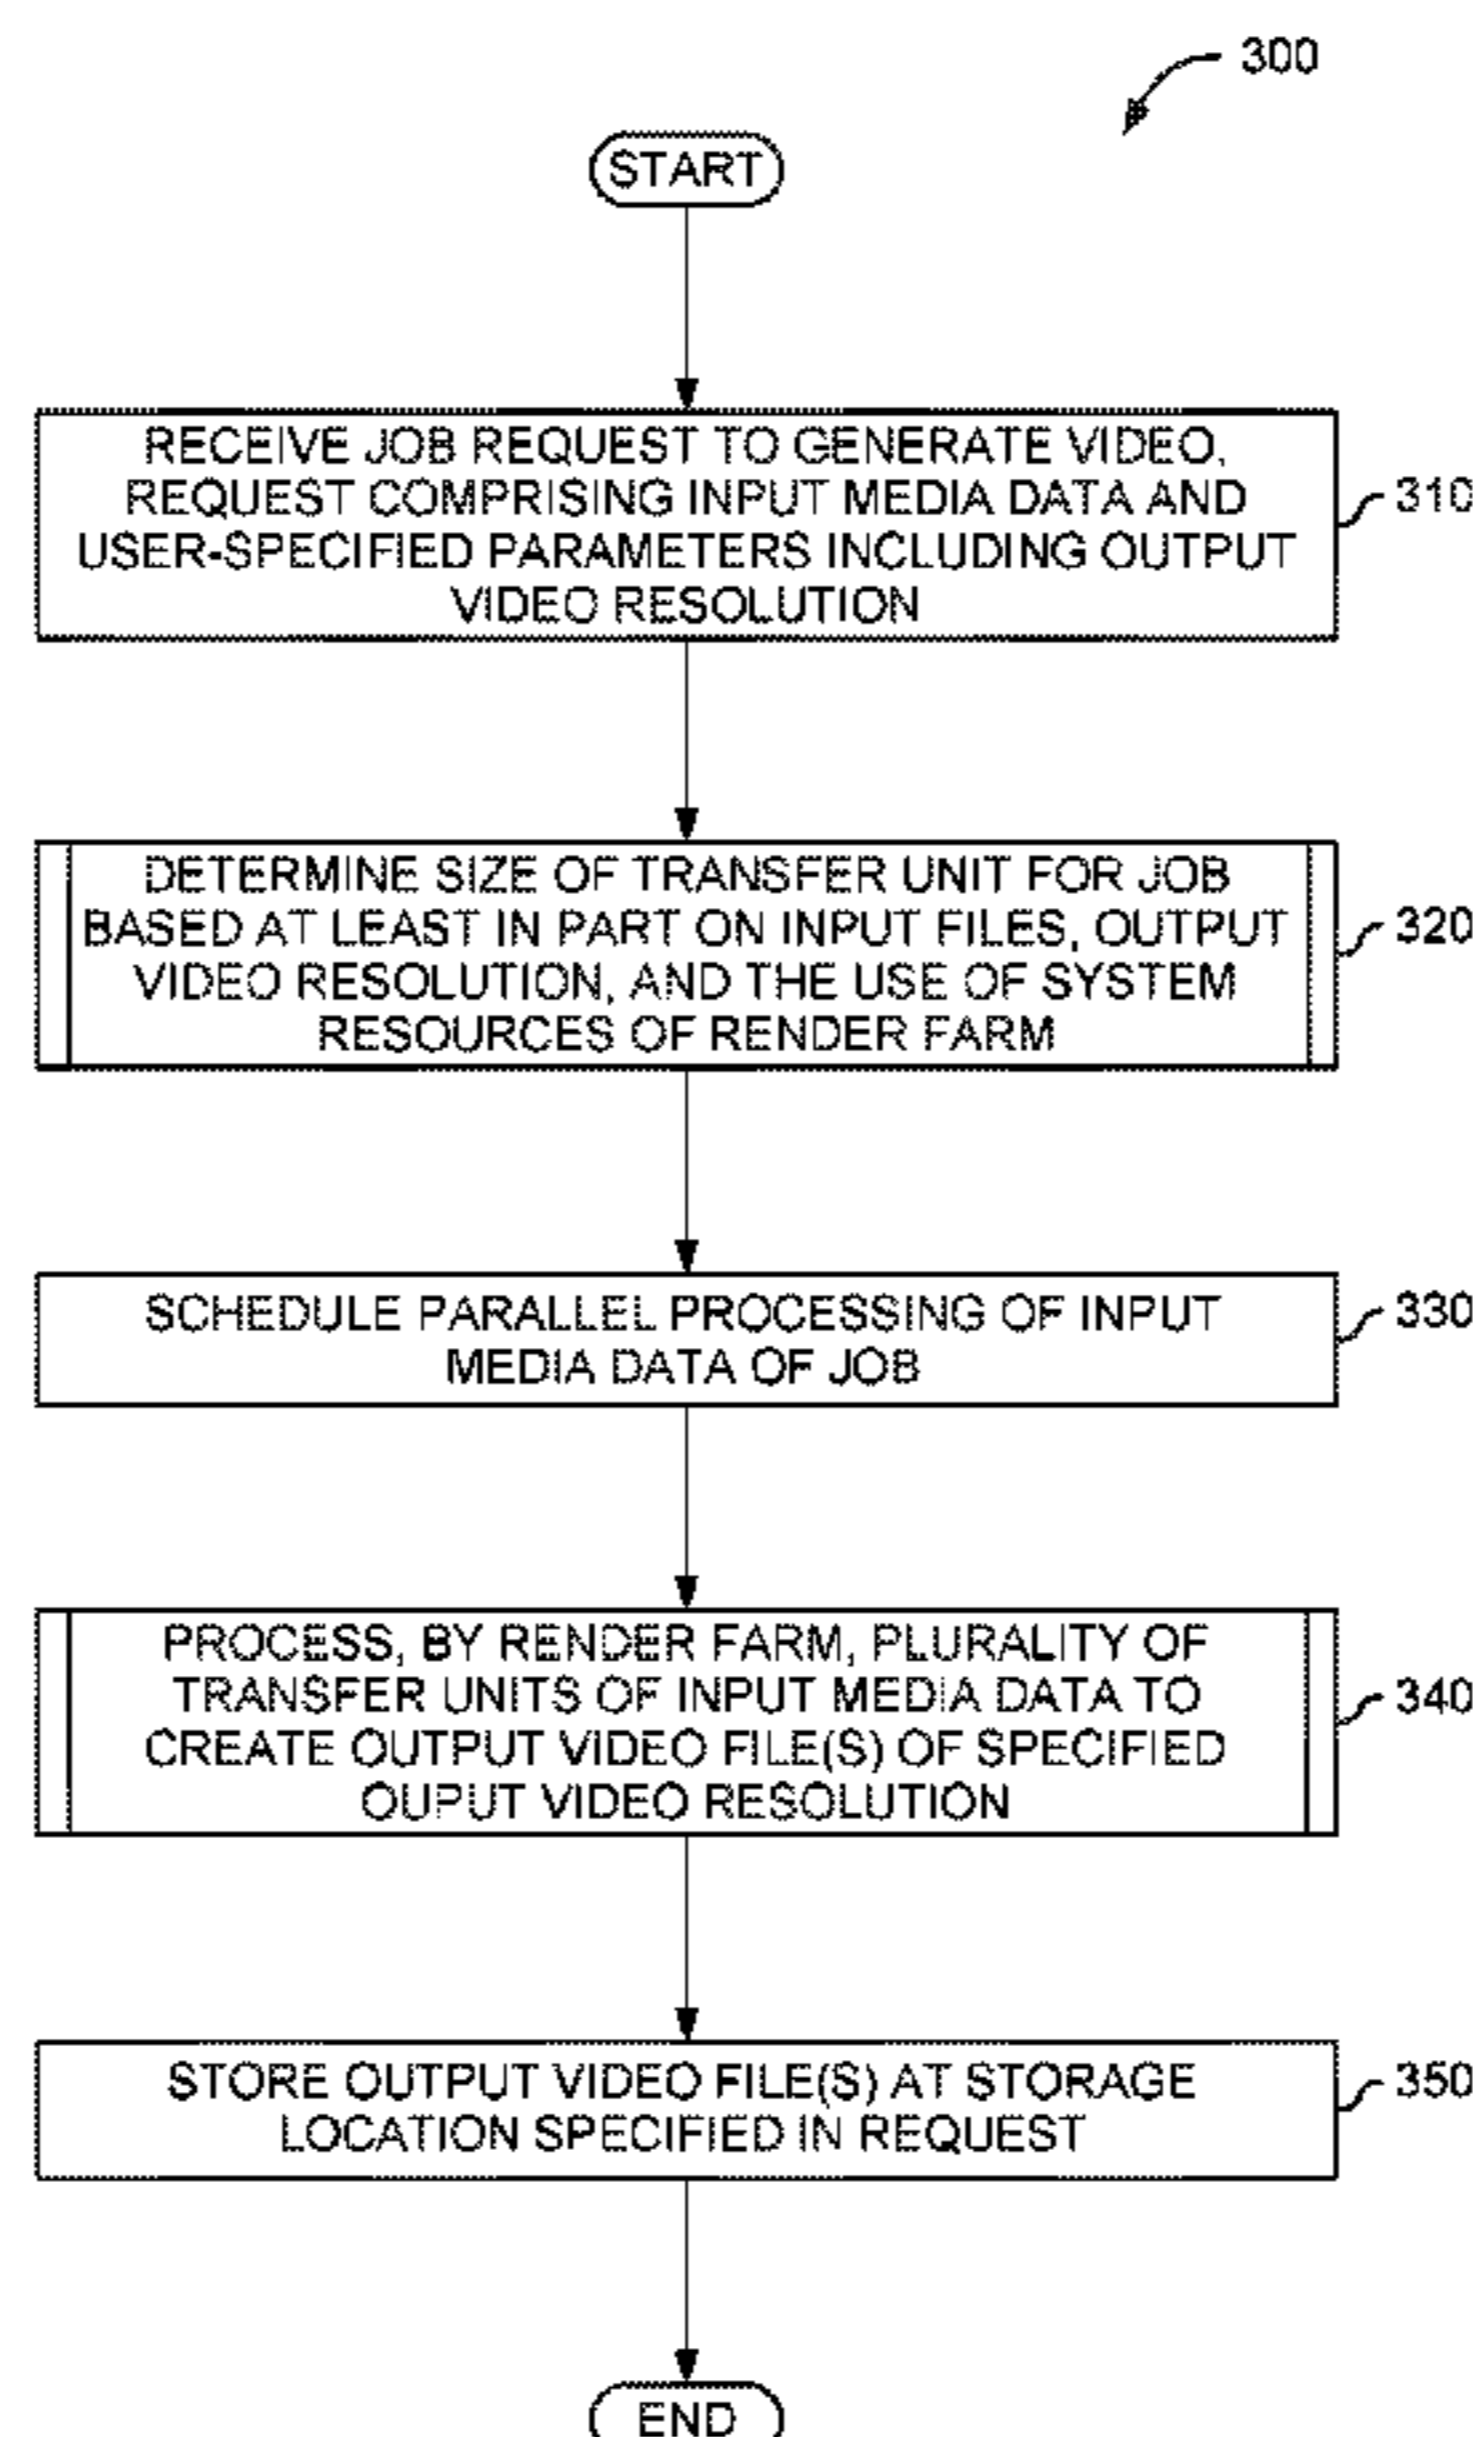 300
START
RECEIVE JOB REQUEST TO GENERATE VIDEO,
REQUEST COMPRISING INPUT MEDIA DATA AND
USER-SPECIFIED PARAMETERS INCLUDING OUTPUT
VIDEO RESOLUTION
310
DETERMINE SIZE OF TRANSFER UNIT FOR JOB
BASED AT LEAST IN PART ON INPUT FILES, OUTPUT
VIDEO RESOLUTION, AND THE USE OF SYSTEM
RESOURCES OF RENDER FARM
320
SCHEDULE PARALLEL PROCESSING OF INPUT
MEDIA DATA OF JOB
330
PROCESS, BY RENDER FARM, PLURALITY OF
TRANSFER UNITS OF INPUT MEDIA DATA TO
CREATE OUTPUT VIDEO FILE(S) OF SPECIFIED
OUPUT VIDEO RESOLUTION
340
STORE OUTPUT VIDEO FILE(S) AT STORAGE
LOCATION SPECIFIED IN REQUEST
350
END